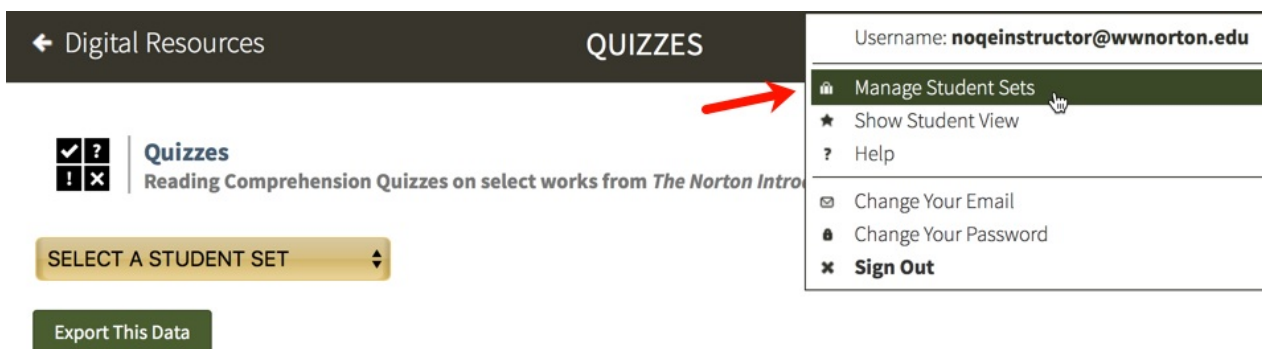 Digital Resources
QUIZZES
Username: noqeinstructor@wwnorton.edu
Manage Student Sets
Show Student View
? Help
Change Your Email
Change Your Password
Sign Out
? !
Quizzes
Reading Comprehension Quizzes on select works from The Norton Intro
SELECT A STUDENT SET
Export This Data